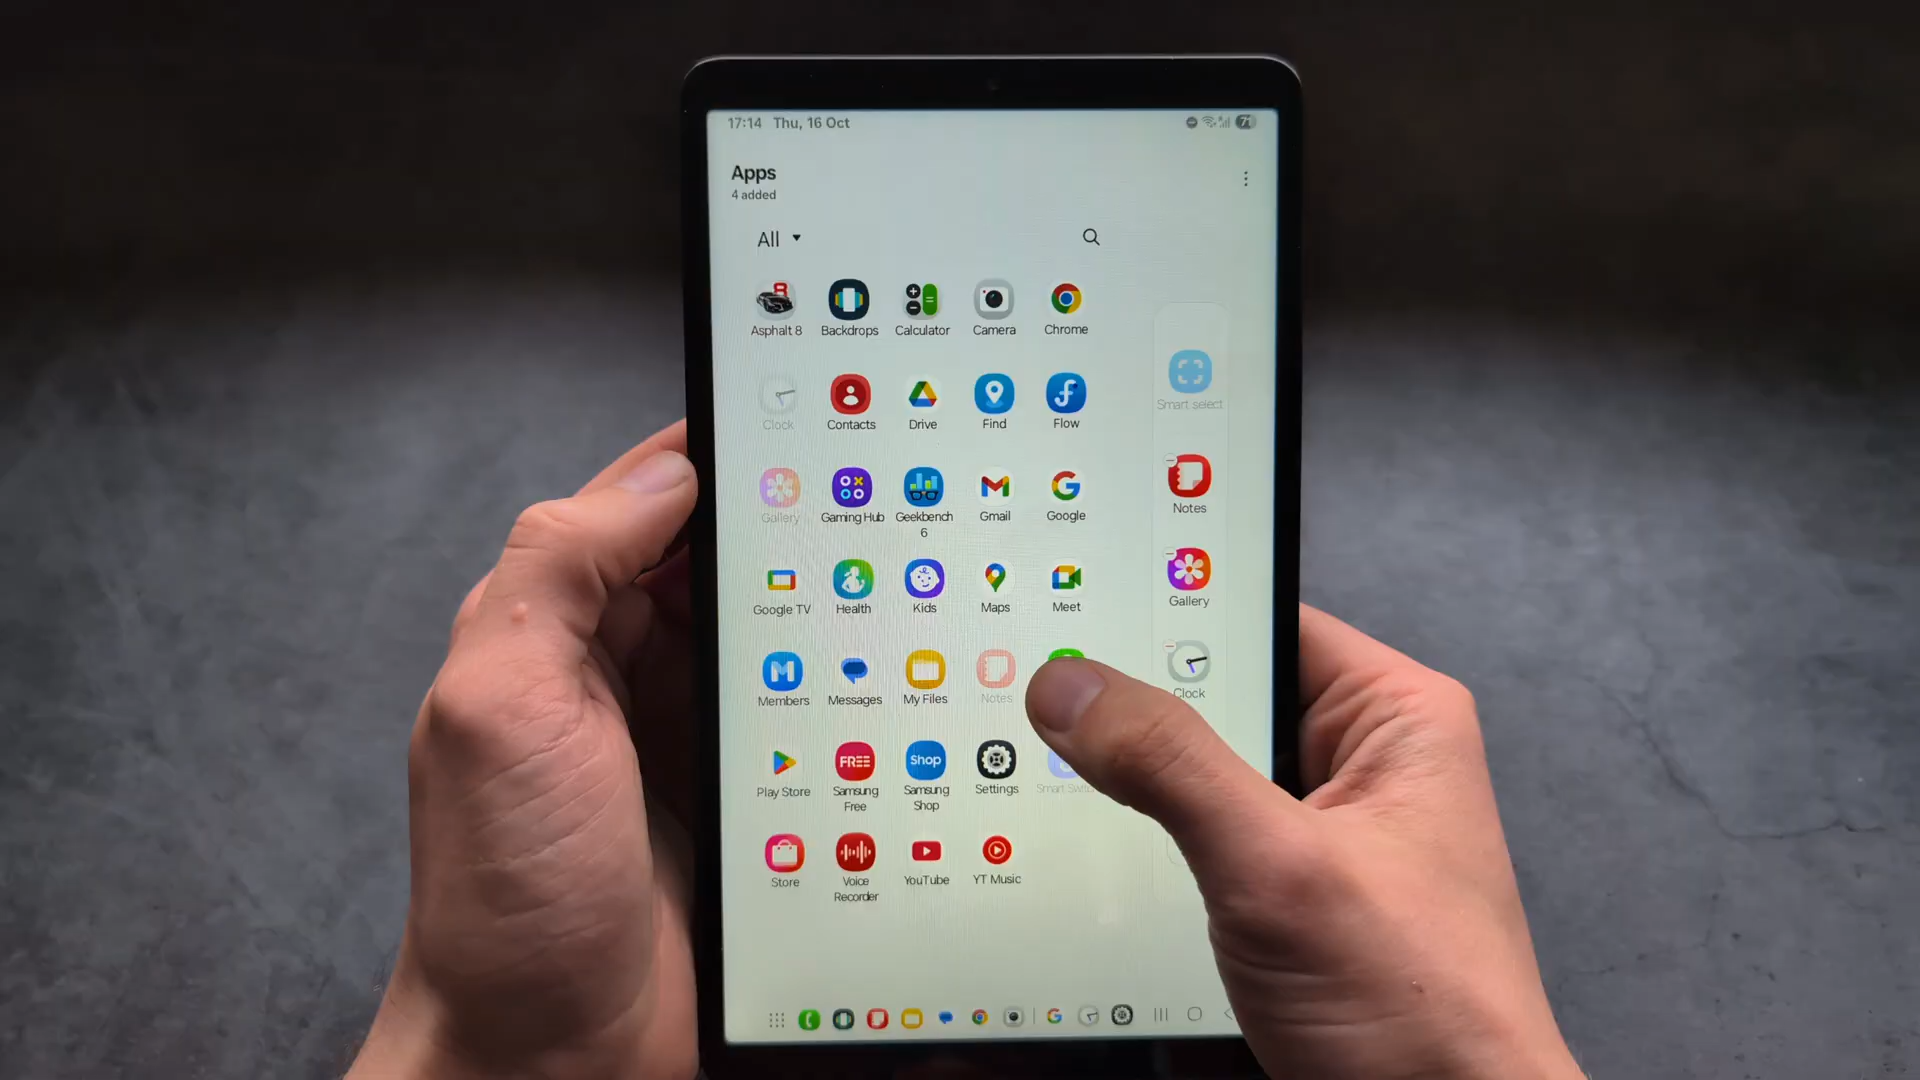 17:14 Thu, 16 Oct
71
Apps
4 added
All
Asphalt 8 Backdrops Calculator Camera Chrome
Clock Contacts Drive Find Flow
Smart select
Gallery Gaming Hub Geekbench 6 Gmail Google
Notes
Google TV Health Kids Maps Meet
Gallery
Members Messages My Files Notes
Clock
FREE
Shop
Play Store Samsung Free Samsung Shop Settings Smart Switch
Store Voice Recorder YouTube YT Music